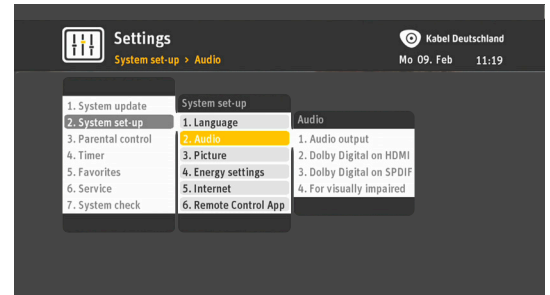 Settings
System set-up > Audio
Kabel Deutschland
Mo 09. Feb 11:19
1. System update
2. System set-up
3. Parental control
4. Timer
5. Favorites
6. Service
7. System check
System set-up
1. Language
2. Audio
3. Picture
4. Energy settings
5. Internet
6. Remote Control App
Audio
1. Audio output
2. Dolby Digital on HDMI
3. Dolby Digital on SPDIF
4. For visually impaired